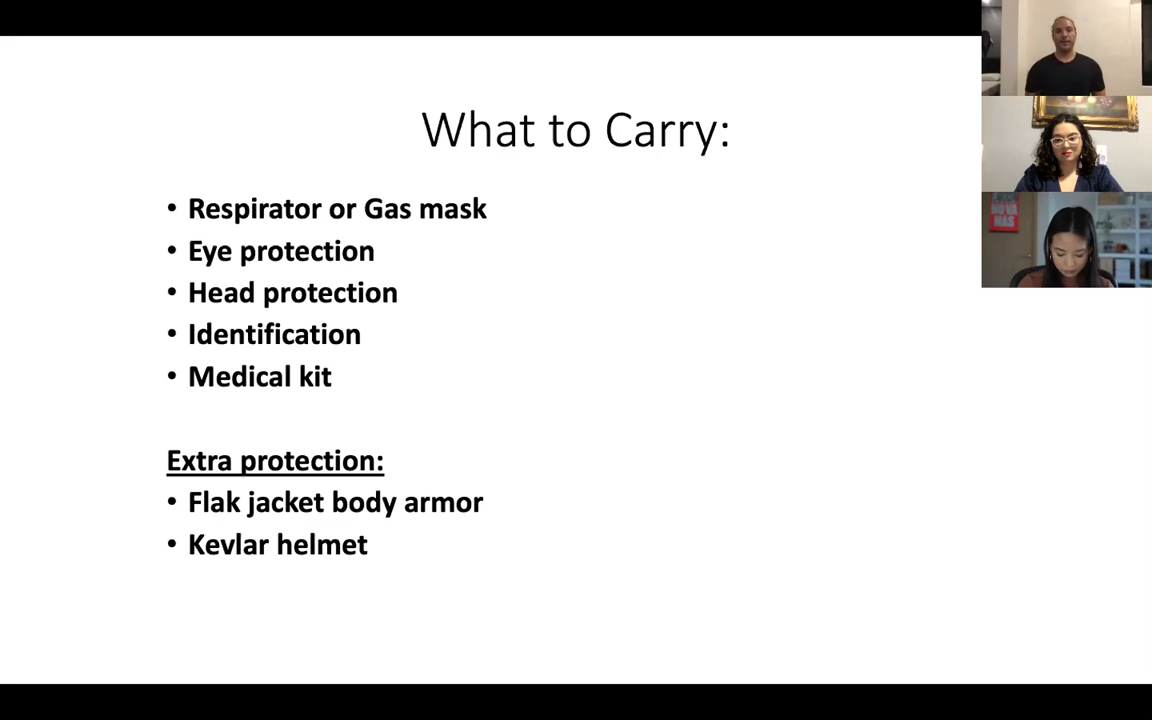 What to Carry:
• Respirator or Gas mask
• Eye protection
• Head protection
• Identification
• Medical kit
Extra protection:
• Flak jacket body armor
• Kevlar helmet